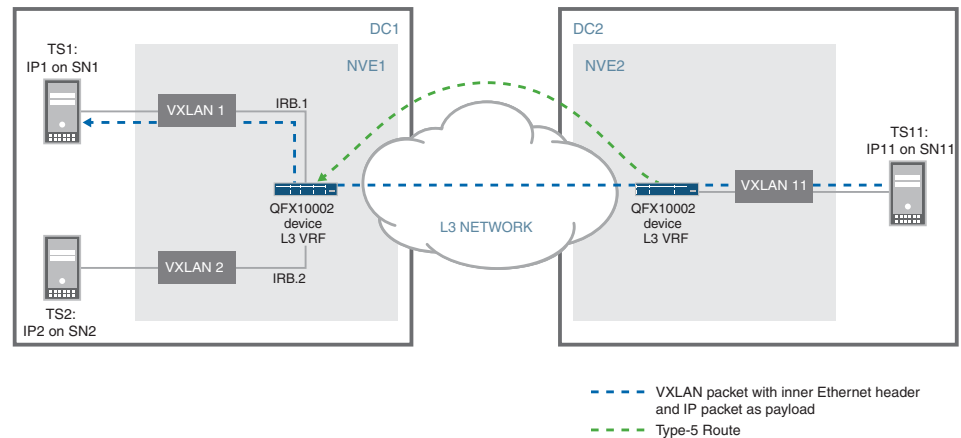 DC1
TS1:
IP1 on SN1
NVE1
VXLAN 1
IRB.1
QFX10002
device
L3 VRF
VXLAN 2
IRB.2
TS2:
IP2 on SN2
L3 NETWORK
DC2
NVE2
TS11:
IP11 on SN11
VXLAN 11
QFX10002
device
L3 VRF
VXLAN packet with inner Ethernet header
and IP packet as payload
Type-5 Route